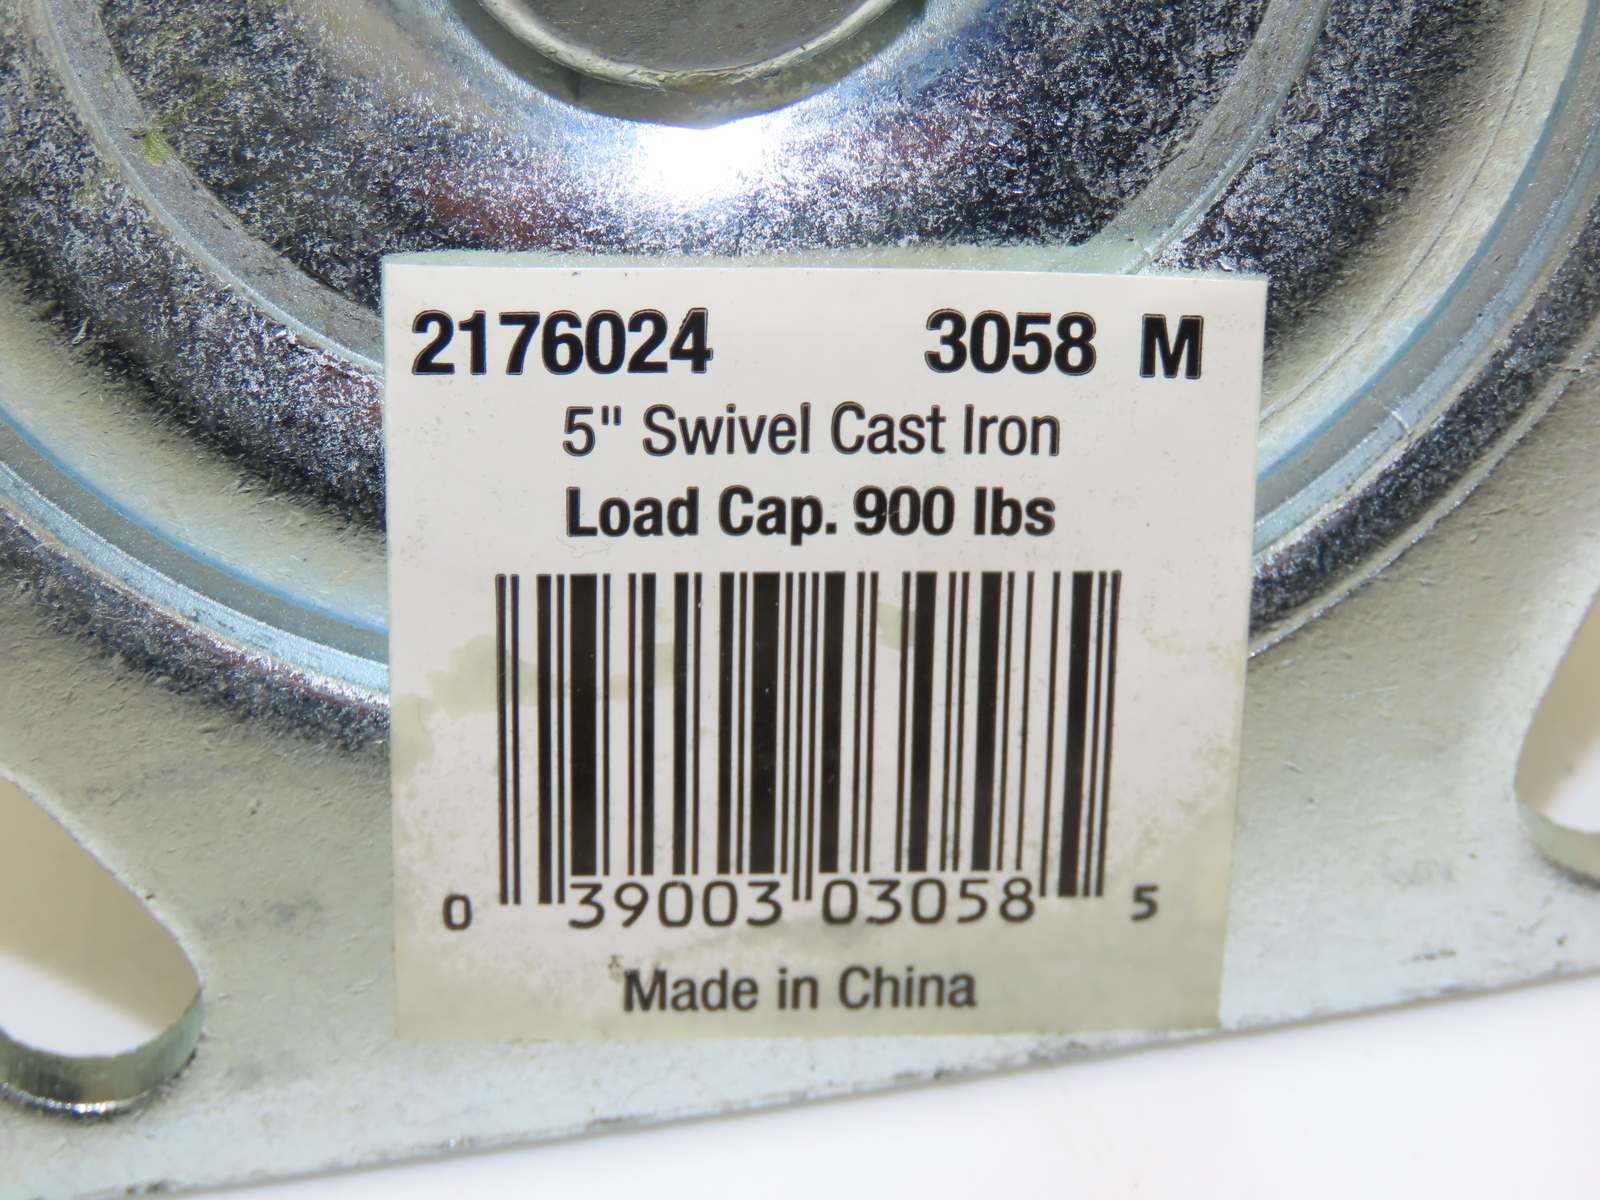 2176024 3058 M
5" Swivel Cast Iron
Load Cap. 900 lbs
0 39003 03058 5
Made in China